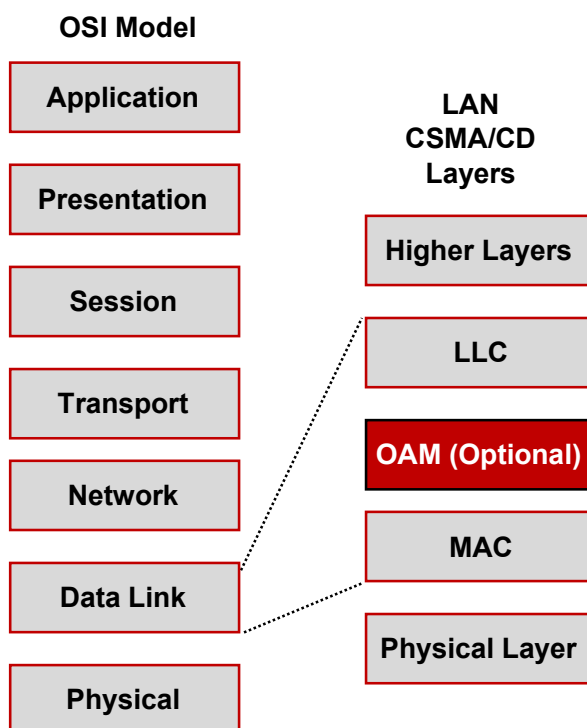 OSI Model
Application
Presentation
Session
Transport
Network
Data Link
Physical
LAN
CSMA/CD
Layers
Higher Layers
LLC
OAM (Optional)
MAC
Physical Layer